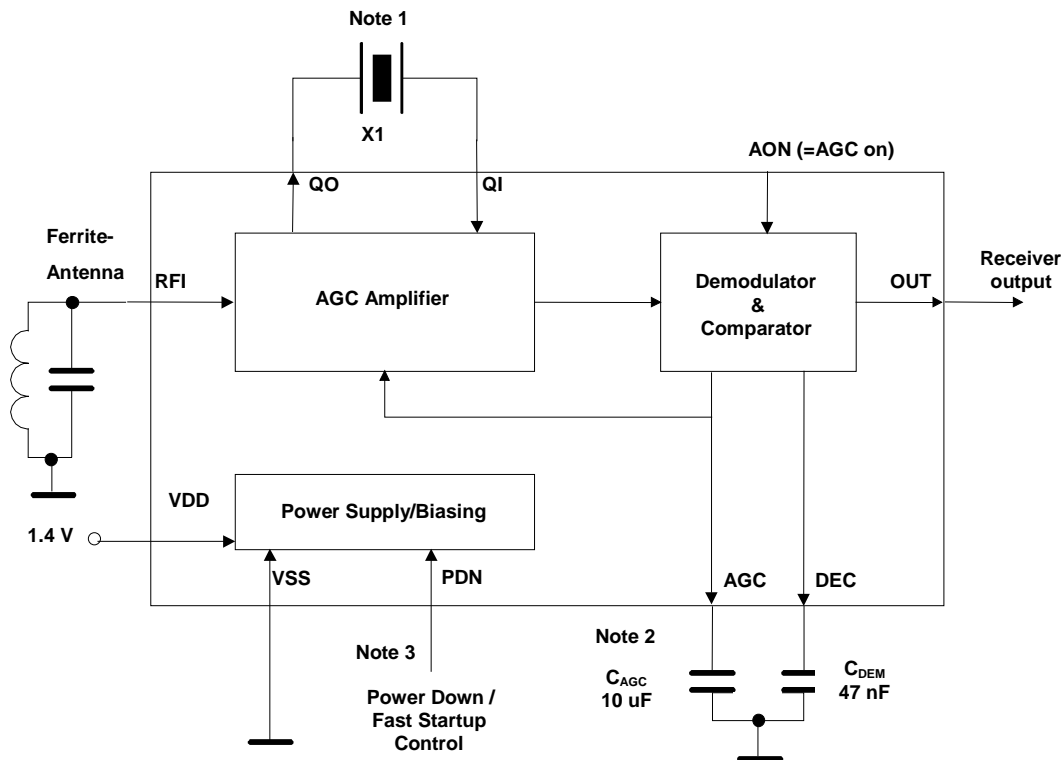 Note 1
X1
AON (=AGC on)
QO
QI
Ferrite-
Antenna
RFI
AGC Amplifier
Demodulator
&
Comparator
OUT
Receiver
output
VDD
1.4 V
Power Supply/Biasing
VSS
PDN
AGC
DEC
Note 3
Power Down /
Fast Startup
Control
Note 2
CAGC
10 uF
CDEM
47 nF